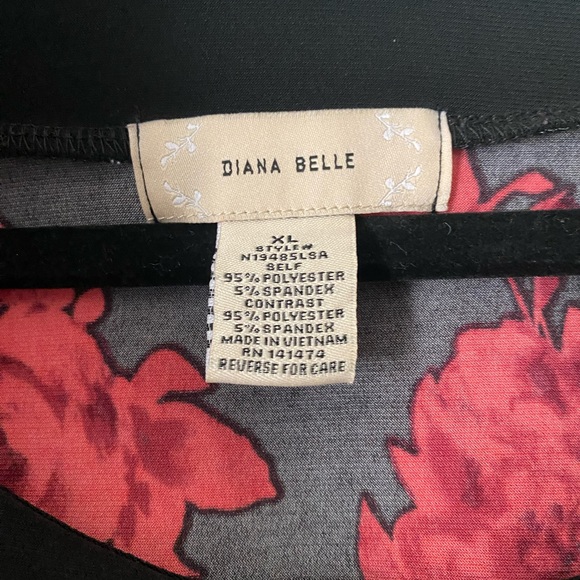 DIANA BELLE
XL
STYLE#
N19485LSA
SELF
95% POLYESTER
5% SPANDEX
CONTRAST
95% POLYESTER
5% SPANDEX
MADE IN VIETNAM
RN 141474
REVERSE FOR CARE